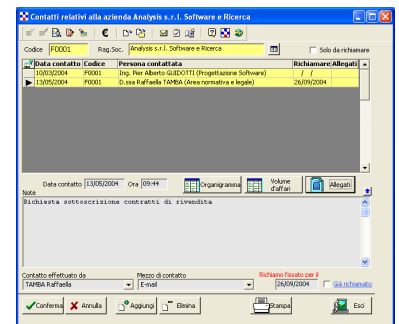 Contatti relativi alla azienda Analysis s.r.l. Software e Ricerca
Codice F0001 Rag.Soc. Analysis s.r.l. Software e Ricerca Solo da richiamare
Data contatto Codice Persona contattata Richiamare Allegati
10/03/2004 F0001 Ing. Pier Alberto GUIDOTTI (Progettazione Software) / /
13/05/2004 F0001 D.ssa Raffaella TAMBA (Area normativa e legale) 26/09/2004
Data contatto 13/05/2004 Ora 09:44 Organigramma Volume d'affari Allegati
Note
Richiesta sottoscrizione contratti di rivendita
Contatto effettuato da Mezzo di contatto Richiamo fissato per il
TAMBA Raffaella E-mail 26/09/2004 Già richiamato
Conferma Annulla Aggiungi Elimina Stampa Esci